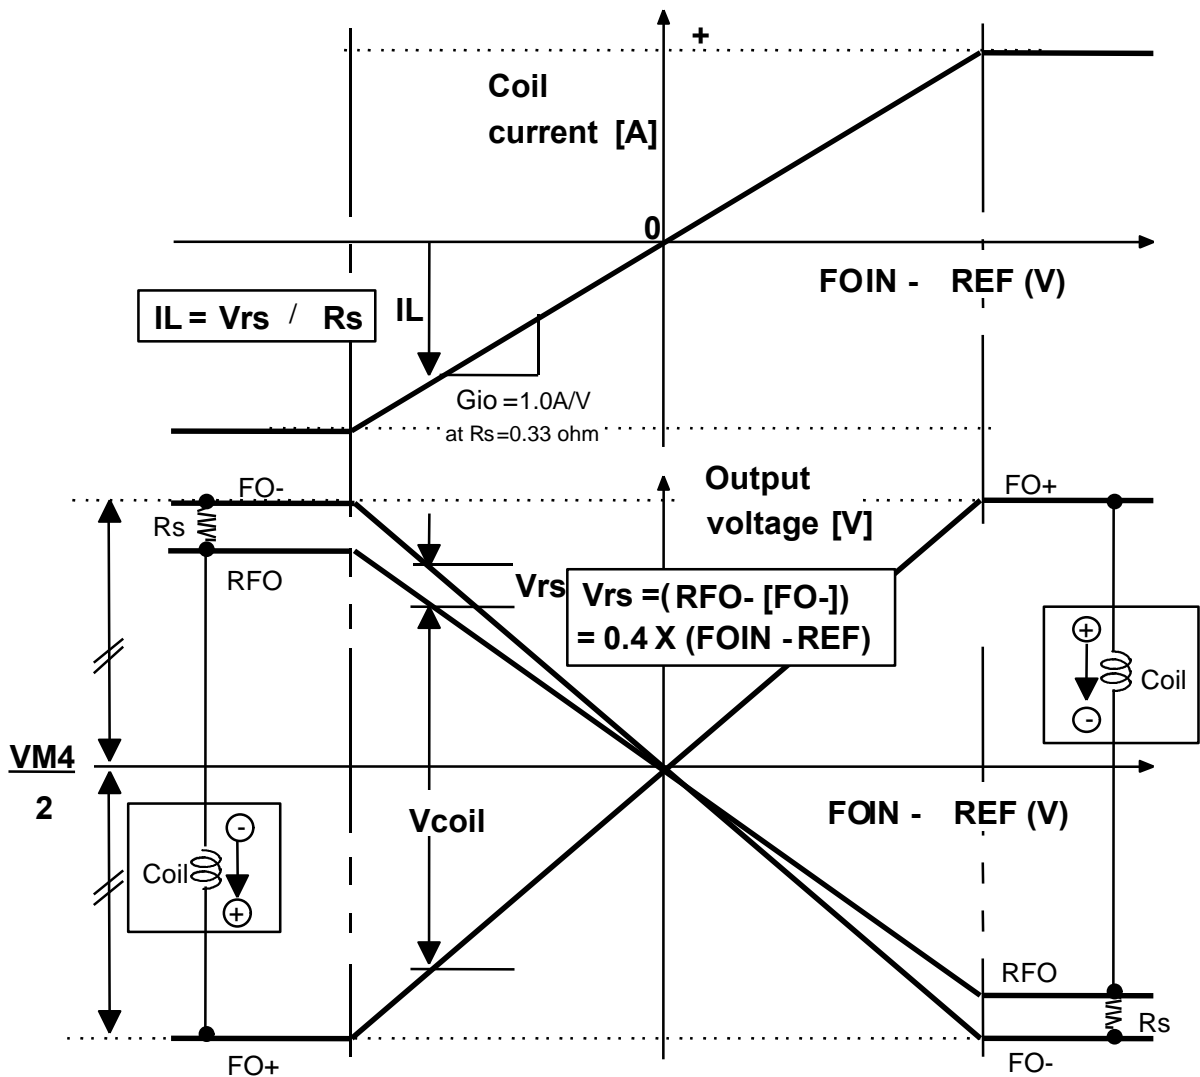 +
Coil
current [A]
0
FOIN - REF (V)
IL = Vrs / Rs
IL
Gio =1.0A/V
at Rs=0.33 ohm
FO-
Output
voltage [V]
FO+
Rs
RFO
Vrs
Vrs =( RFO- [FO-])
= 0.4 X (FOIN - REF)
+
-
Coil
VM4
2
Vcoil
FOIN - REF (V)
-
Coil
+
RFO
Rs
FO+
FO-